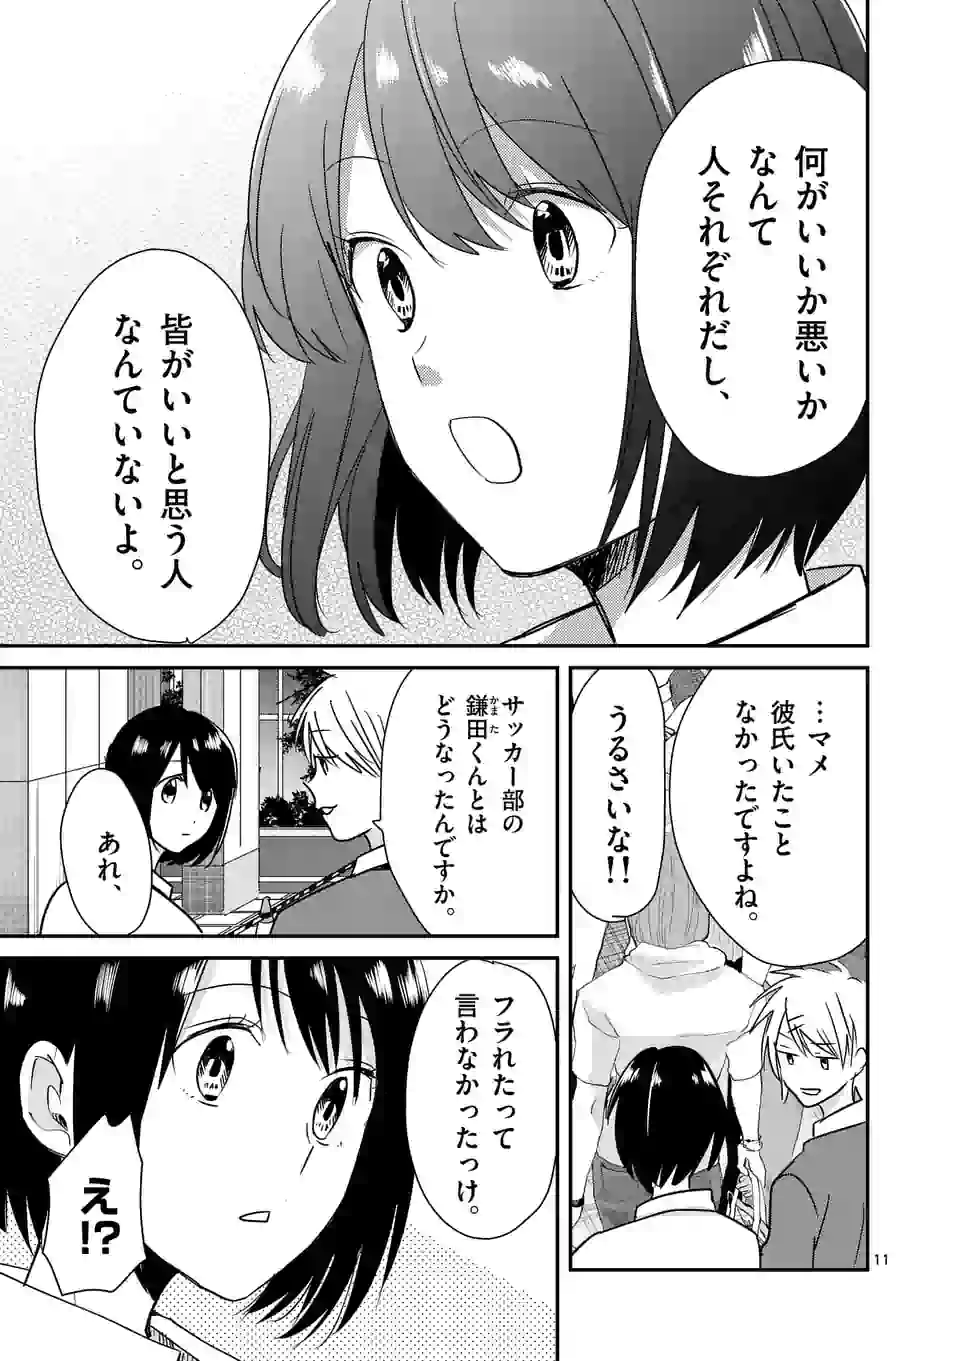 何がいいか悪いか
なんて
人それぞれだし、
皆がいいと思う人
なんていないよ。
…マメ
彼氏いたこと
なかったですよね。
うるさいな!!
サッカー部の
鎌田くんとは
かまた
どうなったんですか。
あれ、
フラれたって
言わなかったっけ。
え!?
11